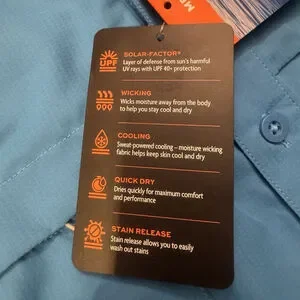 UPF
SOLAR-FACTOR®
Layer of defense from sun's harmful
UV rays with UPF 40+ protection
WICKING
Wicks moisture away from the body
to help you stay cool and dry
COOLING
Sweat-powered cooling – moisture wicking
fabric helps keep skin cool and dry
QUICK DRY
Dries quickly for maximum comfort
and performance
STAIN RELEASE
Stain release allows you to easily
wash out stains